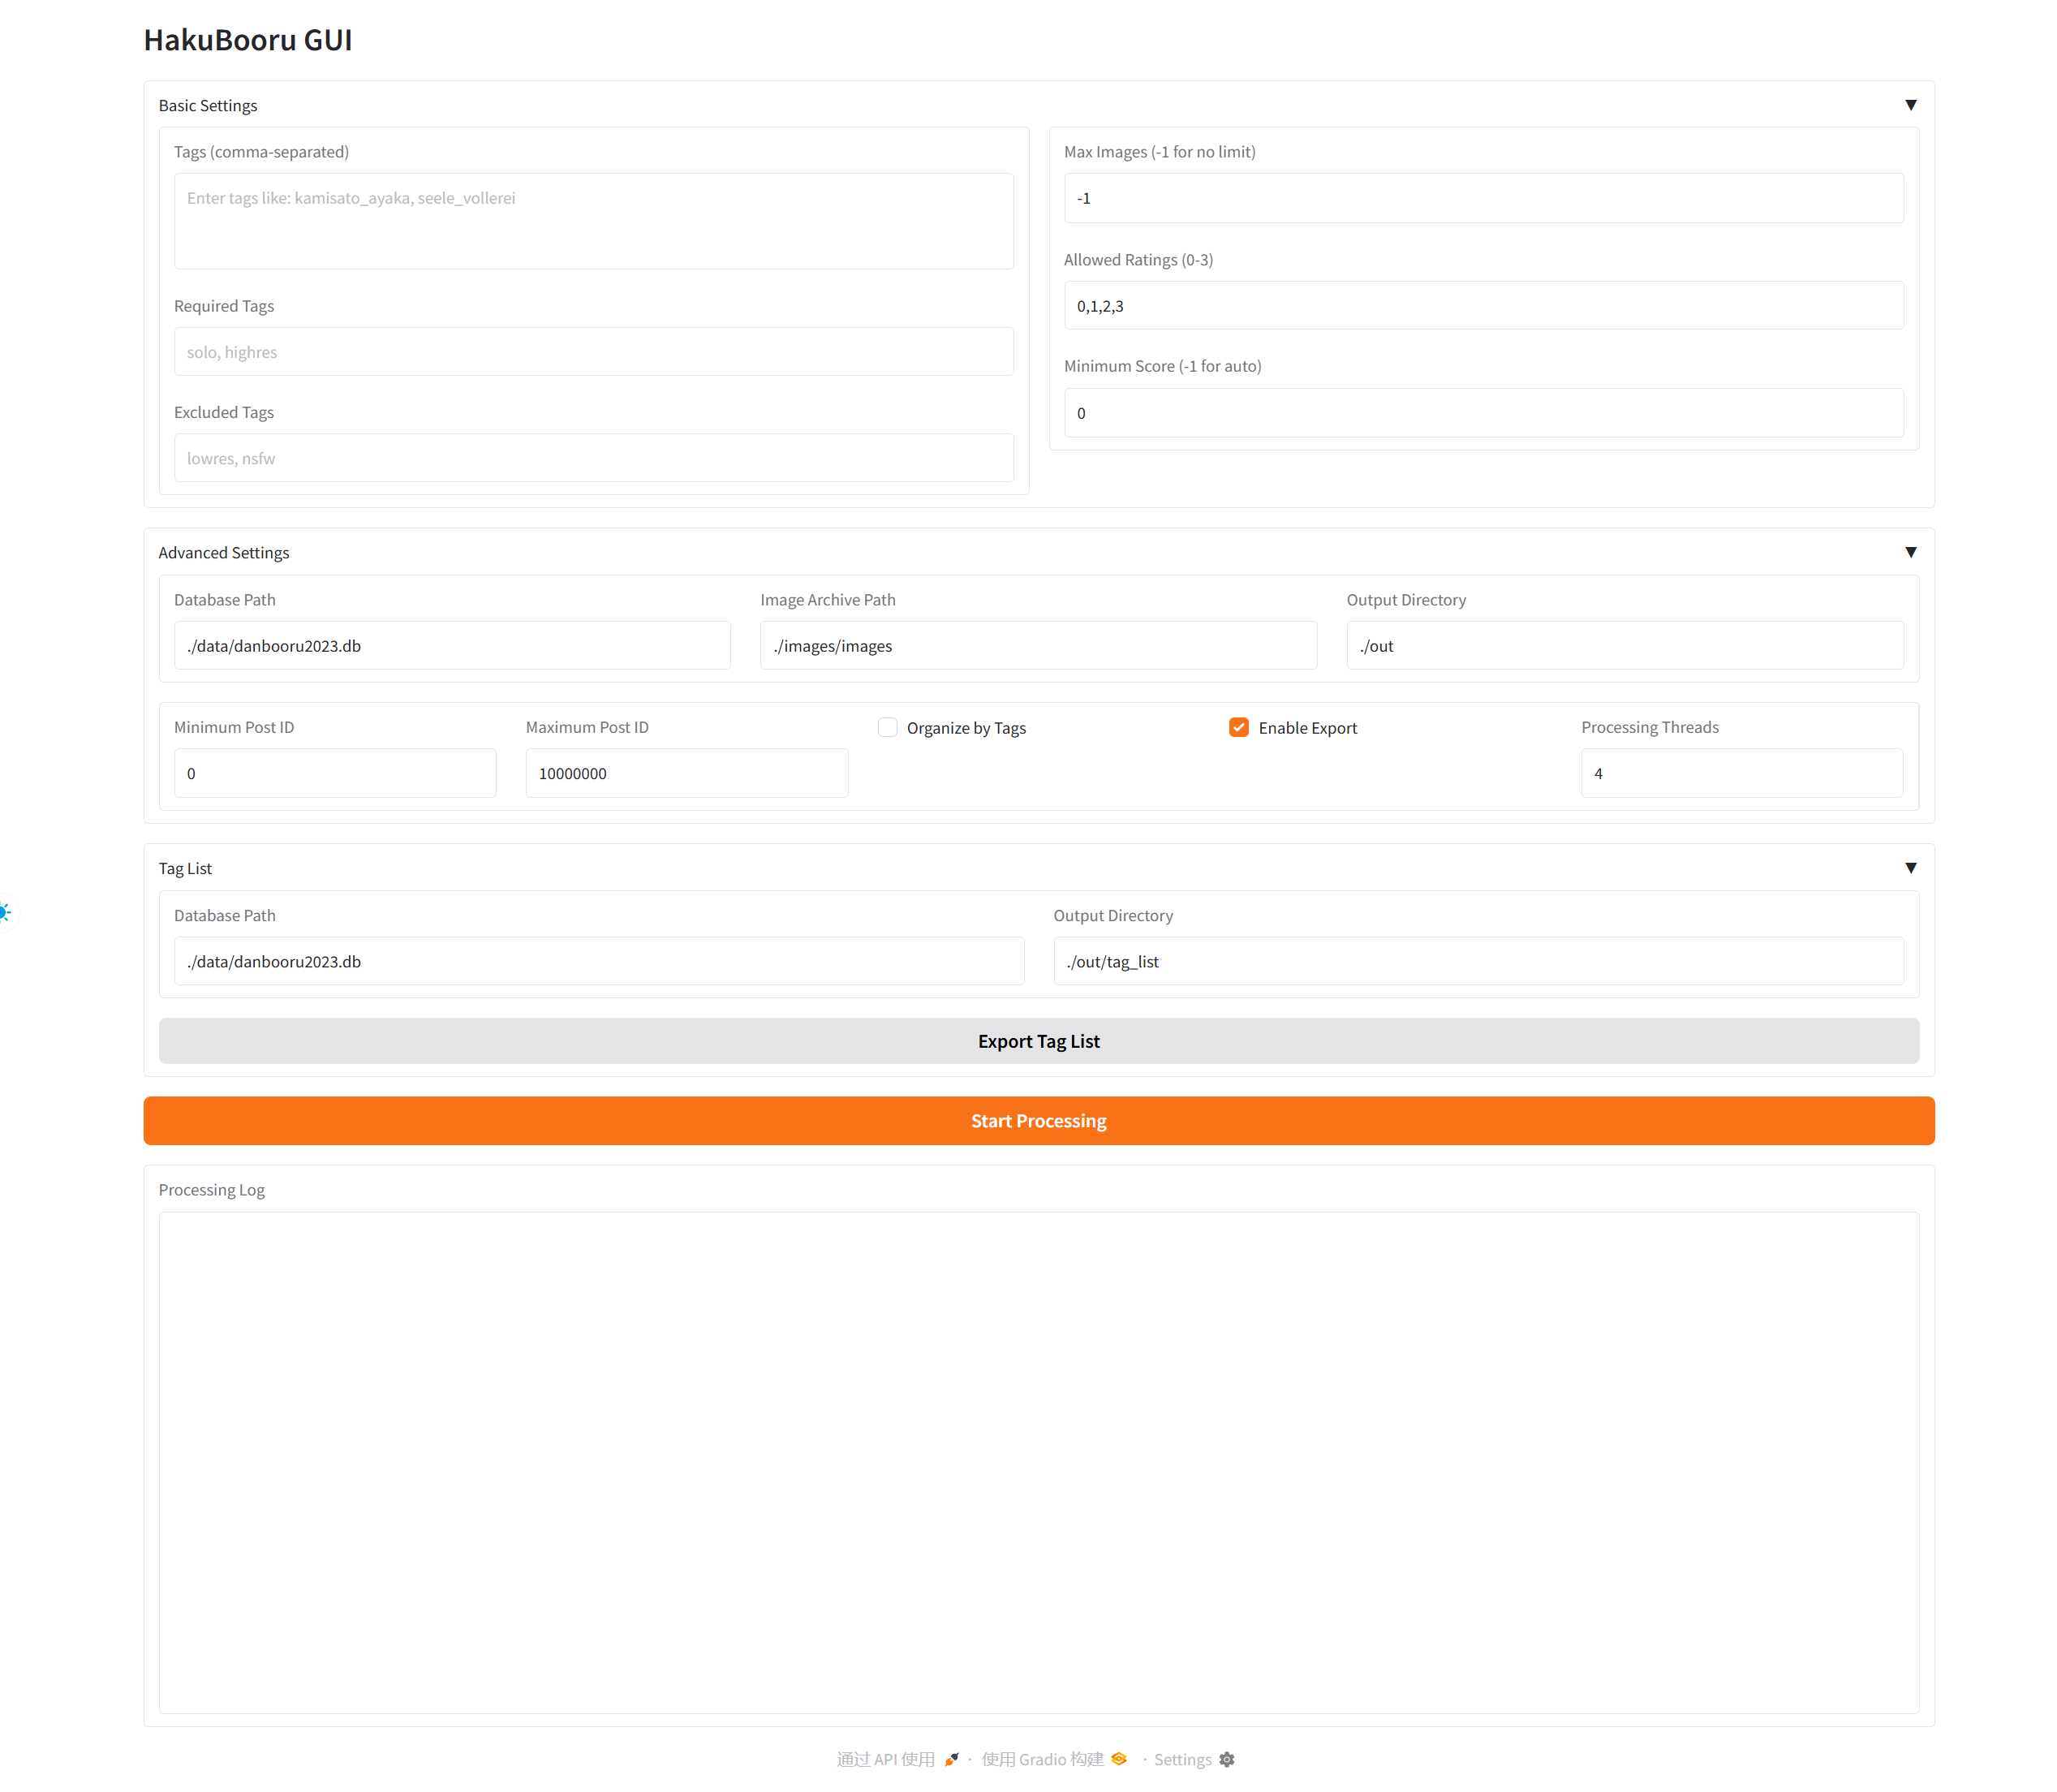 HakuBooru GUI
Basic Settings ▼
Tags (comma-separated)
Enter tags like: kamisato_ayaka, seele_vollerei
Required Tags
solo, highres
Excluded Tags
lowres, nsfw
Max Images (-1 for no limit)
-1
Allowed Ratings (0-3)
0,1,2,3
Minimum Score (-1 for auto)
0
Advanced Settings ▼
Database Path
./data/danbooru2023.db
Image Archive Path
./images/images
Output Directory
./out
Minimum Post ID
0
Maximum Post ID
10000000
Organize by Tags
Enable Export
Processing Threads
4
Tag List ▼
Database Path
./data/danbooru2023.db
Output Directory
./out/tag_list
Export Tag List
Start Processing
Processing Log
通过 API 使用 · 使用 Gradio 构建 · Settings